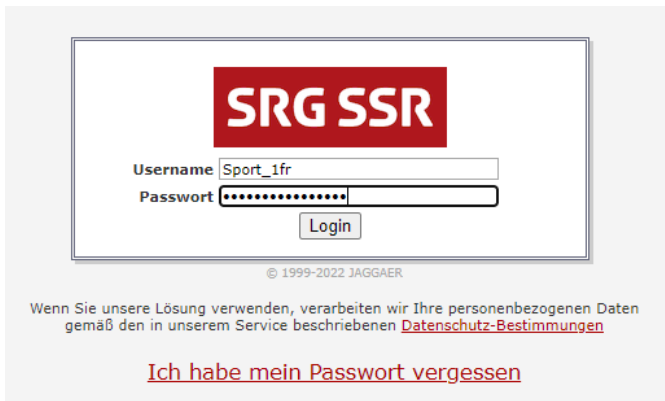 SRG SSR
Username Sport_1fr
Passwort ••••••••••••••••
Login
© 1999-2022 JAGGAER
Wenn Sie unsere Lösung verwenden, verarbeiten wir Ihre personenbezogenen Daten
gemäß den in unserem Service beschriebenen Datenschutz-Bestimmungen
Ich habe mein Passwort vergessen